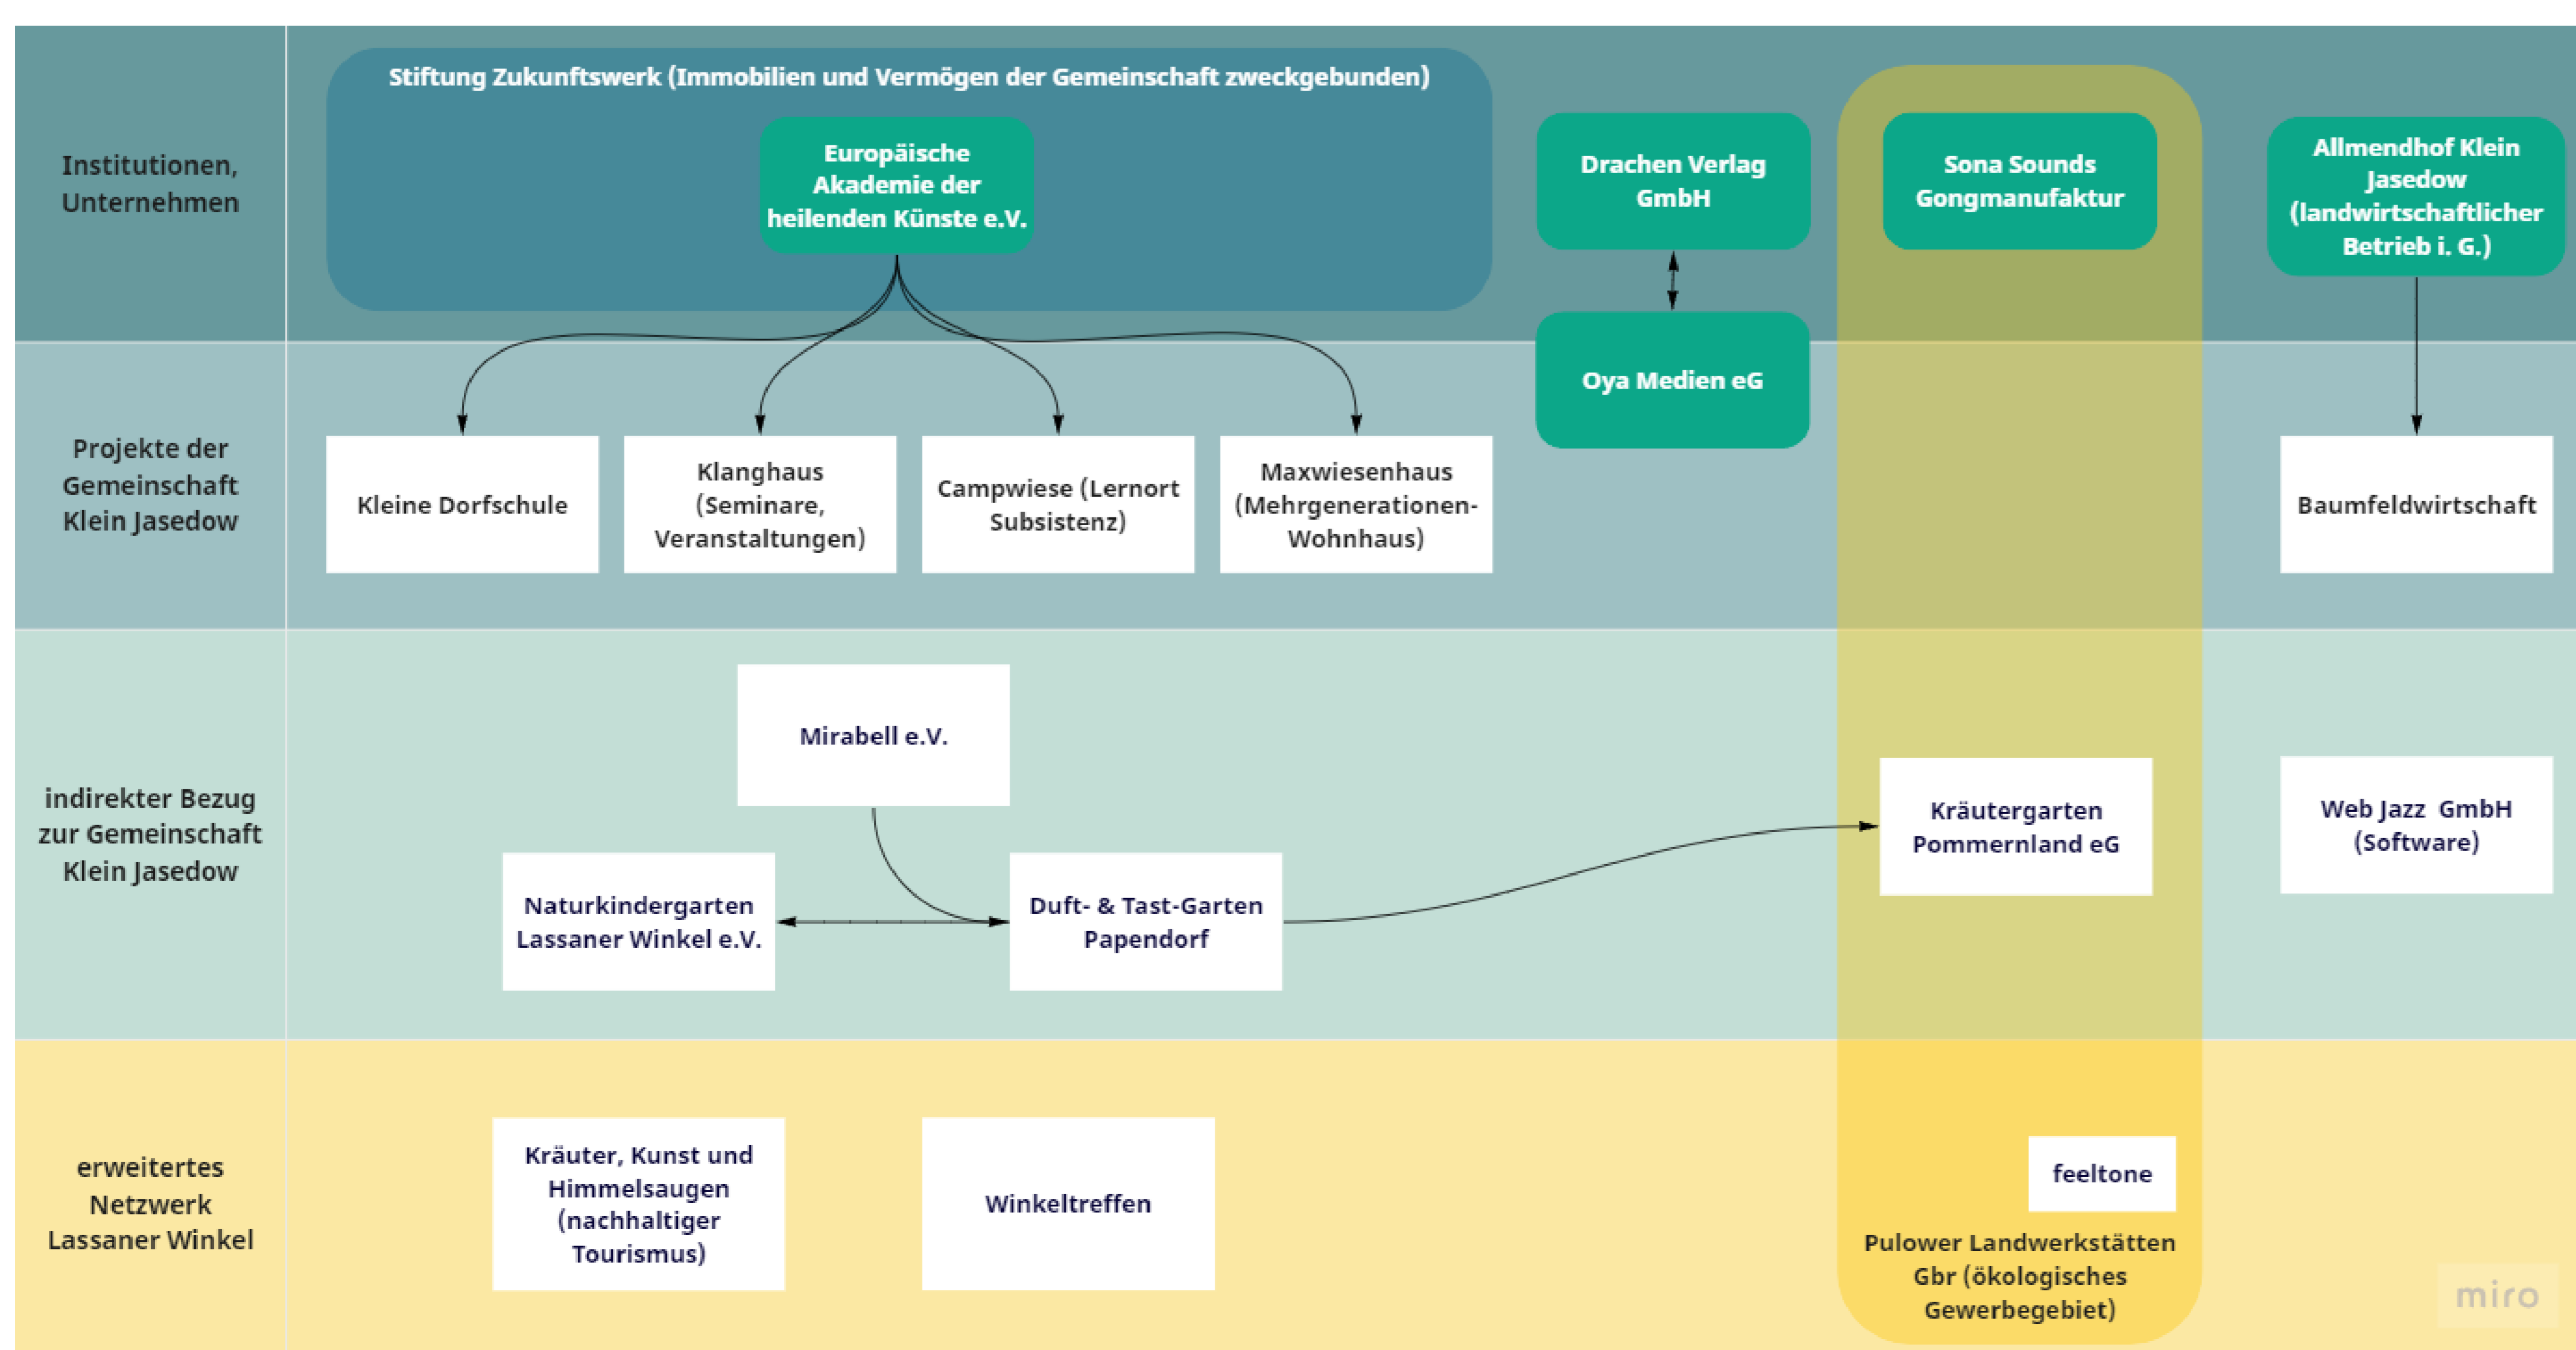 Institutionen,
Unternehmen
Stiftung Zukunftswerk (Immobilien und Vermögen der Gemeinschaft zweckgebunden)
Europäische
Akademie der
heilenden Künste e.V.
Drachen Verlag
GmbH
Sona Sounds
Gongmanufaktur
Allmendhof Klein
Jasedow
(landwirtschaftlicher
Betrieb i. G.)
Oya Medien eG
Projekte der
Gemeinschaft
Klein Jasedow
Kleine Dorfschule
Klanghaus
(Seminare,
Veranstaltungen)
Campwiese (Lernort
Subsistenz)
Maxwiesenhaus
(Mehrgenerationen-
Wohnhaus)
Baumfeldwirtschaft
indirekter Bezug
zur Gemeinschaft
Klein Jasedow
Mirabell e.V.
Naturkindergarten
Lassaner Winkel e.V.
Duft- & Tast-Garten
Papendorf
Kräutergarten
Pommernland eG
Web Jazz GmbH
(Software)
erweitertes
Netzwerk
Lassaner Winkel
Kräuter, Kunst und
Himmelsaugen
(nachhaltiger
Tourismus)
Winkeltreffen
feeltone
Pulower Landwerkstätten
Gbr (ökologisches
Gewerbegebiet)
miro